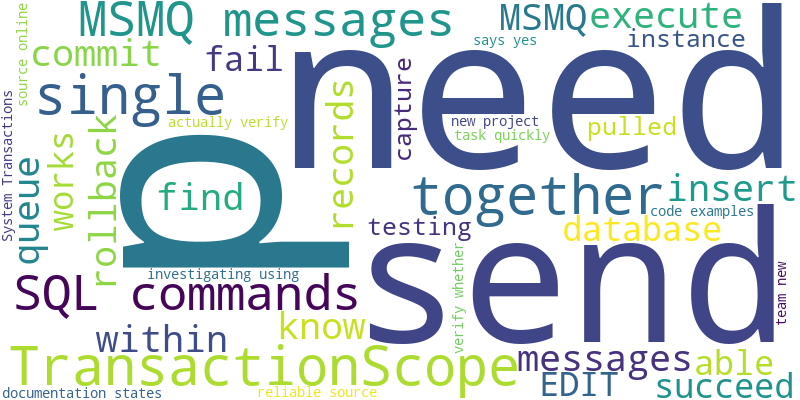 MSMQ messages
MSMQ
execute
says yes
instance
commit
fail
source online
single
need
capture
new project
task quickly
pulled
actually verify
records
rollback
works
System Transactions
queue
p
find
together
insert
code examples
testing
database
send
investigating using
SQL commands
verify whether
team new
know
within
TransactionScope
messages
able
EDIT
succeed
documentation states
reliable source